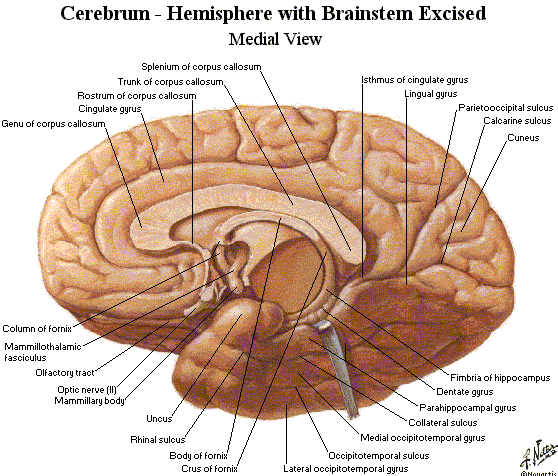 Cerebrum - Hemisphere with Brainstem Excised
Medial View
Splenium of corpus callosum
Trunk of corpus callosum
Rostrum of corpus callosum
Cingulate gyrus
Genu of corpus callosum
Isthmus of cingulate gyrus
Lingual gyrus
Parietooccipital sulcus
Calcarine sulcus
Cuneus
Column of fornix
Mammillothalamic
fasciculus
Olfactory tract
Optic nerve (II)
Mammillary body
Uncus
Rhinal sulcus
Body of fornix
Crus of fornix
Fimbria of hippocampus
Dentate gyrus
Parahippocampal gyrus
Collateral sulcus
Medial occipitotemporal gyrus
Occipitotemporal sulcus
Lateral occipitotemporal gyrus
©Novartis